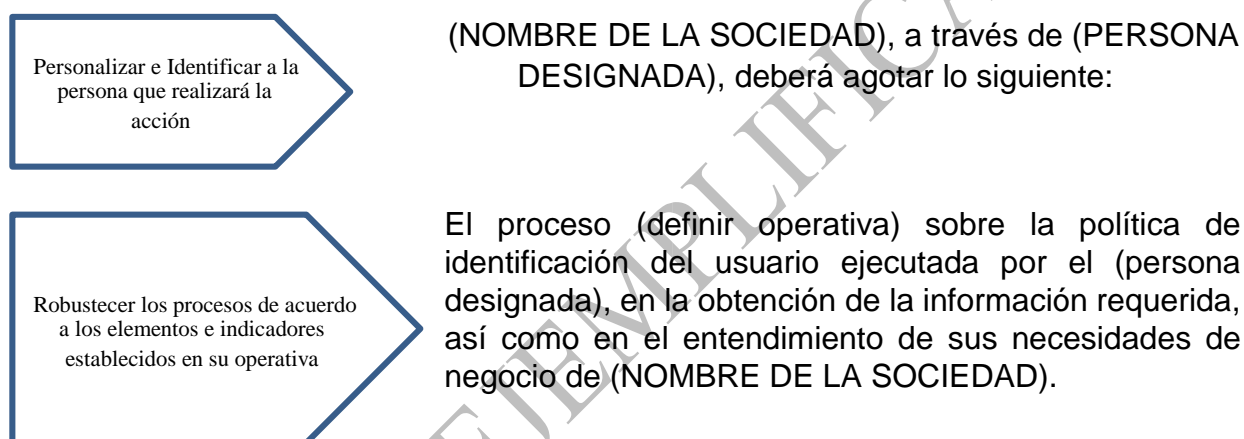 Personalizar e Identificar a la
persona que realizará la
acción
(NOMBRE DE LA SOCIEDAD), a través de (PERSONA
DESIGNADA), deberá agotar lo siguiente:
Robustecer los procesos de acuerdo
a los elementos e indicadores
establecidos en su operativa
El proceso (definir operativa) sobre la política de
identificación del usuario ejecutada por el (persona
designada), en la obtención de la información requerida,
así como en el entendimiento de sus necesidades de
negocio de (NOMBRE DE LA SOCIEDAD).
EJEMPLIFICA